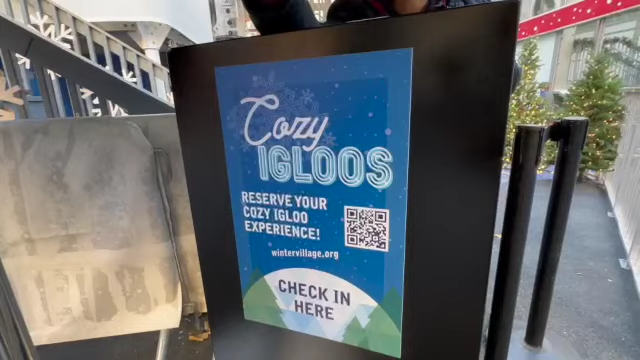 Cozy
IGLOOS
RESERVE YOUR
COZY IGLOO
EXPERIENCE!
wintervillage.org
CHECK IN
HERE